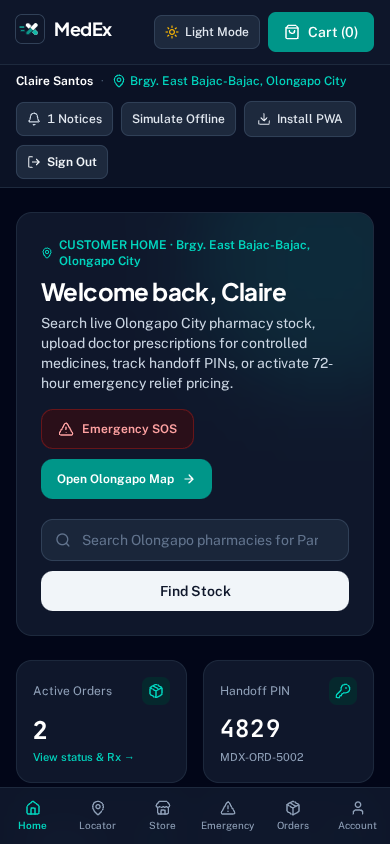 MedEx
Light Mode
Cart (0)
Claire Santos · Brgy. East Bajac-Bajac, Olongapo City
1 Notices
Simulate Offline
Install PWA
Sign Out
CUSTOMER HOME · Brgy. East Bajac-Bajac,
Olongapo City
Welcome back, Claire
Search live Olongapo City pharmacy stock,
upload doctor prescriptions for controlled
medicines, track handoff PINs, or activate 72-
hour emergency relief pricing.
Emergency SOS
Open Olongapo Map →
Search Olongapo pharmacies for Par
Find Stock
Active Orders
2
View status & Rx →
Handoff PIN
4829
MDX-ORD-5002
Home
Locator
Store
Emergency
Orders
Account